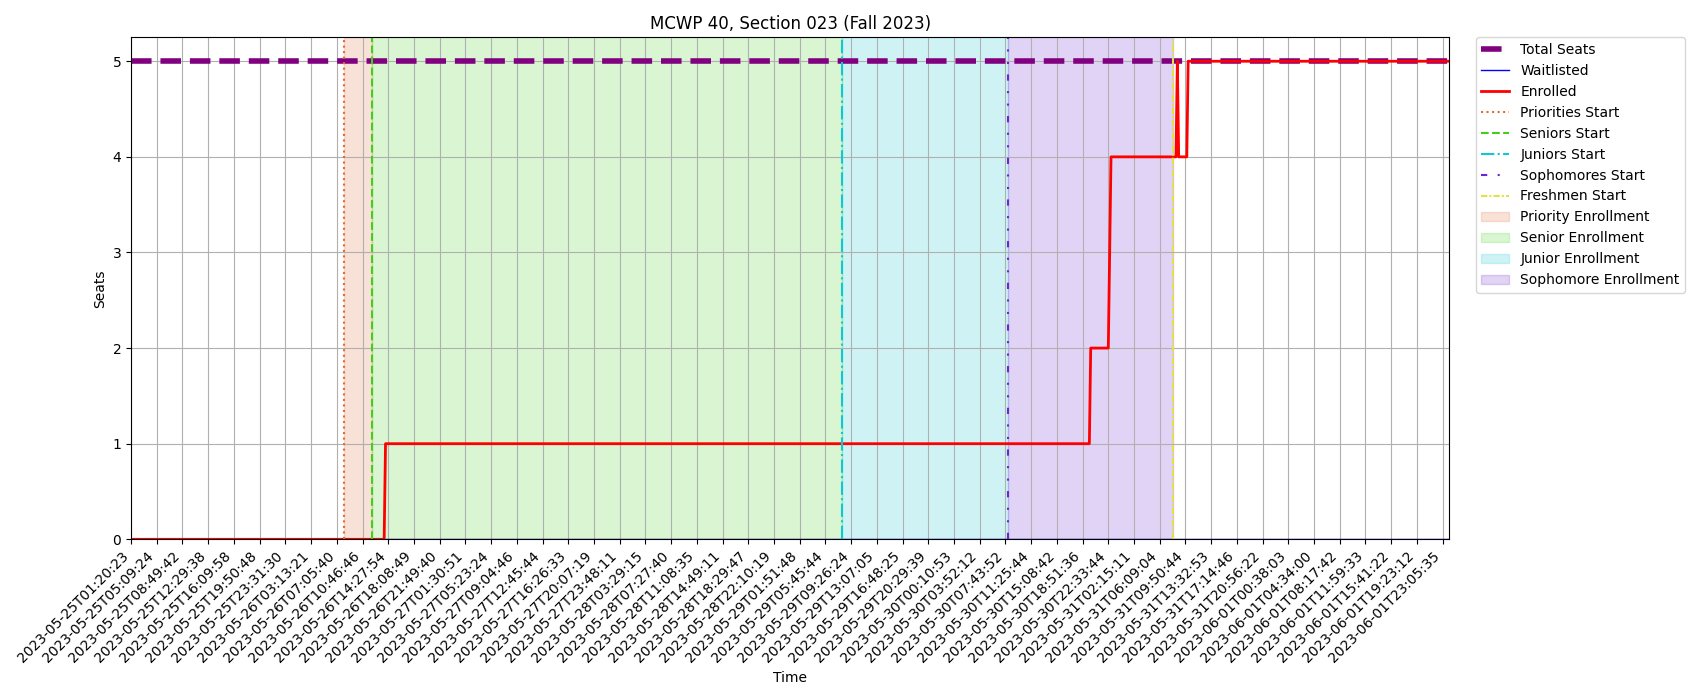 MCWP 40, Section 023 (Fall 2023)
Total Seats
Waitlisted
Enrolled
Priorities Start
Seniors Start
Juniors Start
Sophomores Start
Freshmen Start
Priority Enrollment
Senior Enrollment
Junior Enrollment
Sophomore Enrollment
Seats
5
4
3
2
1
0
2023-05-25T01:20:23
2023-05-25T05:09:24
2023-05-25T08:49:42
2023-05-25T12:29:38
2023-05-25T16:09:58
2023-05-25T19:50:48
2023-05-25T23:31:30
2023-05-26T03:13:21
2023-05-26T07:05:40
2023-05-26T10:46:46
2023-05-26T14:27:54
2023-05-26T18:08:49
2023-05-26T21:49:40
2023-05-27T01:30:51
2023-05-27T05:23:24
2023-05-27T09:04:46
2023-05-27T12:45:44
2023-05-27T16:26:33
2023-05-27T20:07:19
2023-05-27T23:48:11
2023-05-28T03:29:15
2023-05-28T07:27:40
2023-05-28T11:08:35
2023-05-28T14:49:11
2023-05-28T18:29:47
2023-05-28T22:10:19
2023-05-29T01:51:48
2023-05-29T05:45:44
2023-05-29T09:26:24
2023-05-29T13:07:05
2023-05-29T16:48:25
2023-05-29T20:29:39
2023-05-30T00:10:53
2023-05-30T03:52:12
2023-05-30T07:43:52
2023-05-30T11:25:44
2023-05-30T15:08:42
2023-05-30T18:51:36
2023-05-30T22:33:44
2023-05-31T02:15:11
2023-05-31T06:09:04
2023-05-31T09:50:44
2023-05-31T13:32:53
2023-05-31T17:14:46
2023-05-31T20:56:22
2023-06-01T00:38:03
2023-06-01T04:34:00
2023-06-01T08:17:42
2023-06-01T11:59:33
2023-06-01T15:41:22
2023-06-01T19:23:12
2023-06-01T23:05:35
Time